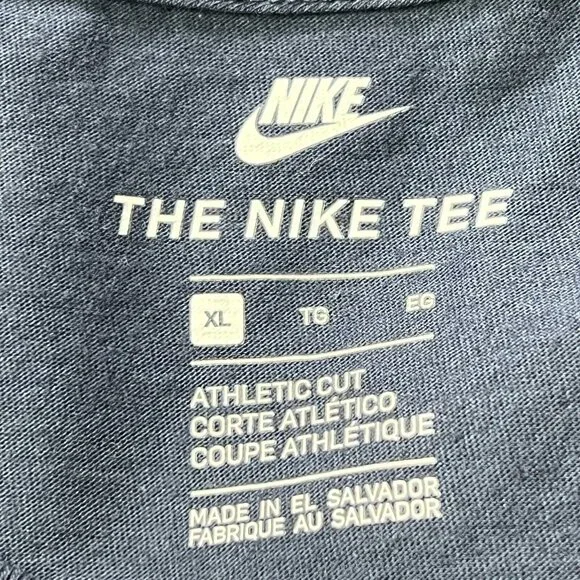 NIKE
THE NIKE TEE
XL TG EG
ATHLETIC CUT
CORTE ATLÉTICO
COUPE ATHLÉTIQUE
MADE IN EL SALVADOR
FABRIQUE AU SALVADOR